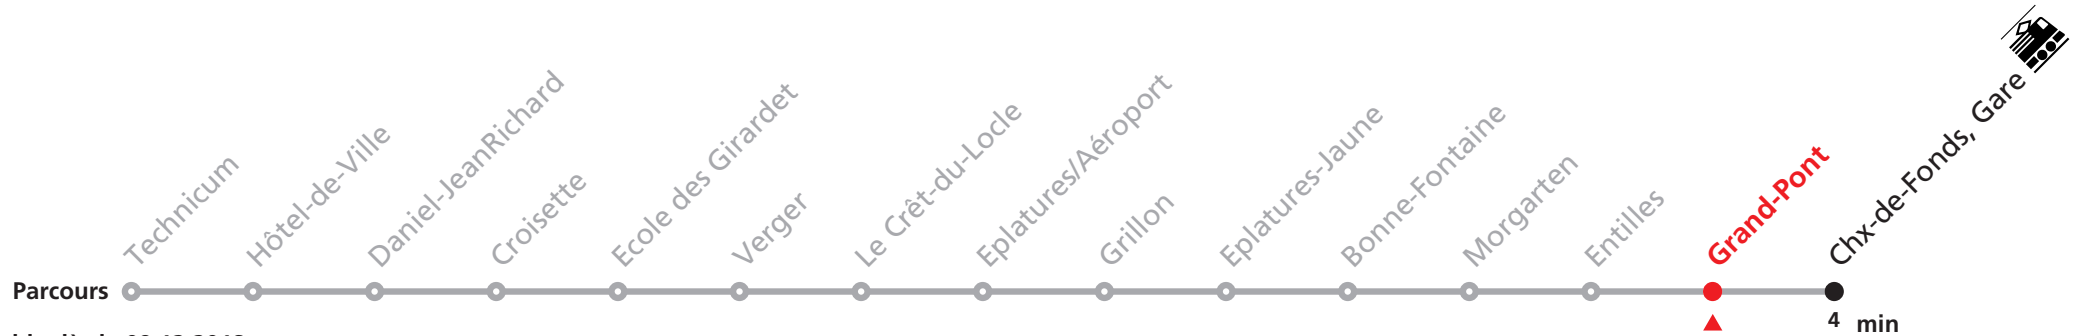 Technicum
Hôtel-de-Ville
Daniel-JeanRichard
Croisette
Ecole des Girardet
Verger
Le Crêt-du-Locle
Eplatures/Aéroport
Grillon
Eplatures-Jaune
Bonne-Fontaine
Morgarten
Entilles
Grand-Pont
Chx-de-Fonds, Gare
Parcours
4 min